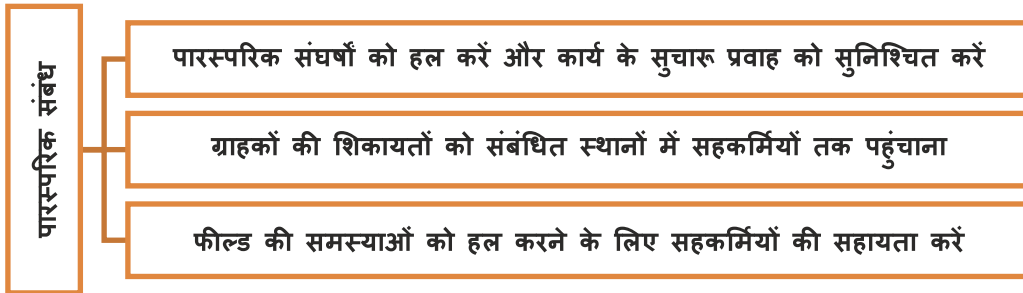 पारस्परिक संबंध
पारस्परिक संघर्षों को हल करें और कार्य के सुचारू प्रवाह को सुनिश्चित करें
ग्राहकों की शिकायतों को संबंधित स्थानों में सहकर्मियों तक पहुंचाना
फील्ड की समस्याओं को हल करने के लिए सहकर्मियों की सहायता करें